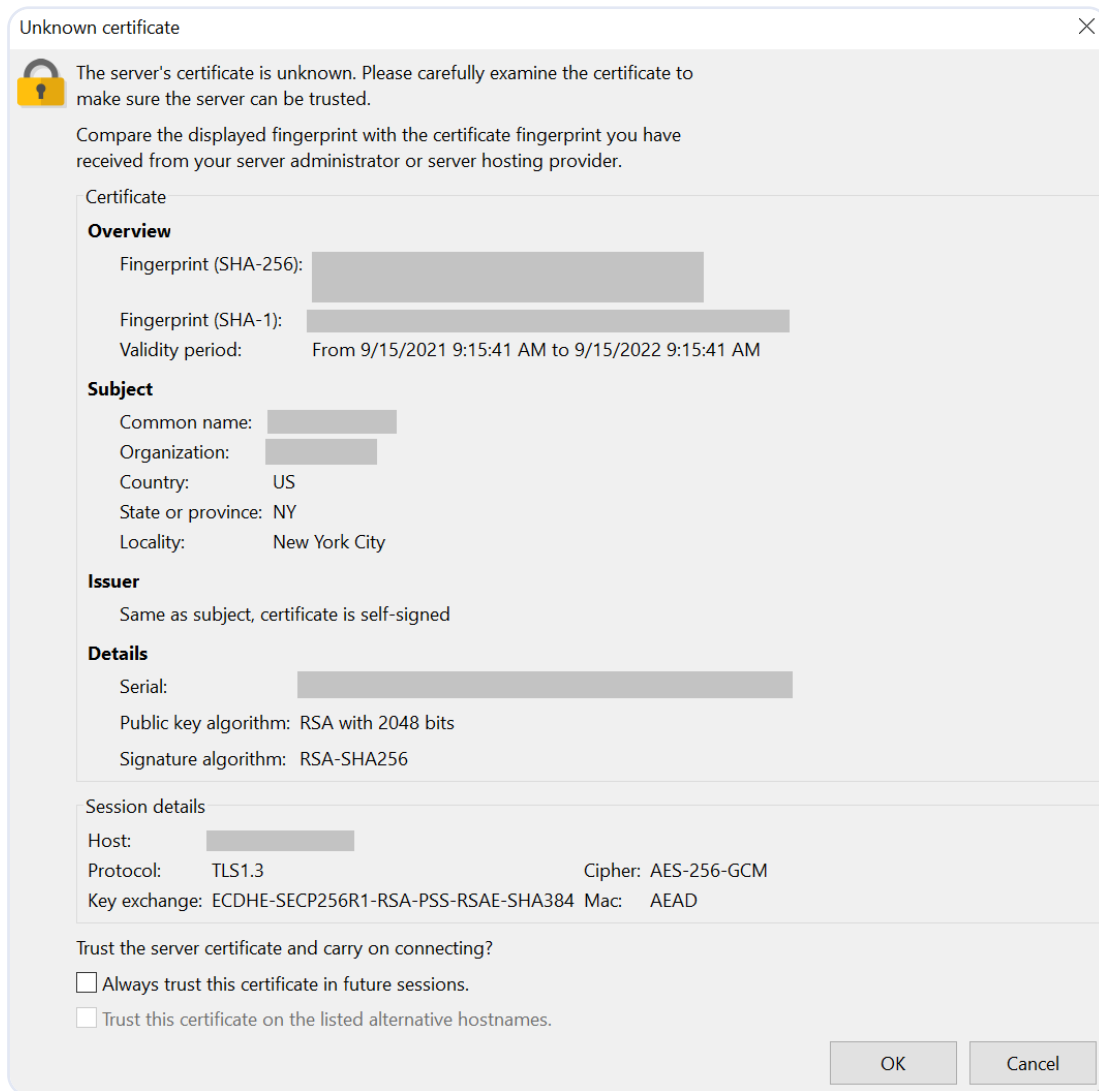 Unknown certificate
The server's certificate is unknown. Please carefully examine the certificate to
make sure the server can be trusted.
Compare the displayed fingerprint with the certificate fingerprint you have
received from your server administrator or server hosting provider.
Certificate
Overview
Fingerprint (SHA-256):
Fingerprint (SHA-1):
Validity period: From 9/15/2021 9:15:41 AM to 9/15/2022 9:15:41 AM
Subject
Common name:
Organization:
Country: US
State or province: NY
Locality: New York City
Issuer
Same as subject, certificate is self-signed
Details
Serial:
Public key algorithm: RSA with 2048 bits
Signature algorithm: RSA-SHA256
Session details
Host:
Protocol: TLS1.3 Cipher: AES-256-GCM
Key exchange: ECDHE-SECP256R1-RSA-PSS-RSAE-SHA384 Mac: AEAD
Trust the server certificate and carry on connecting?
Always trust this certificate in future sessions.
Trust this certificate on the listed alternative hostnames.
OK Cancel